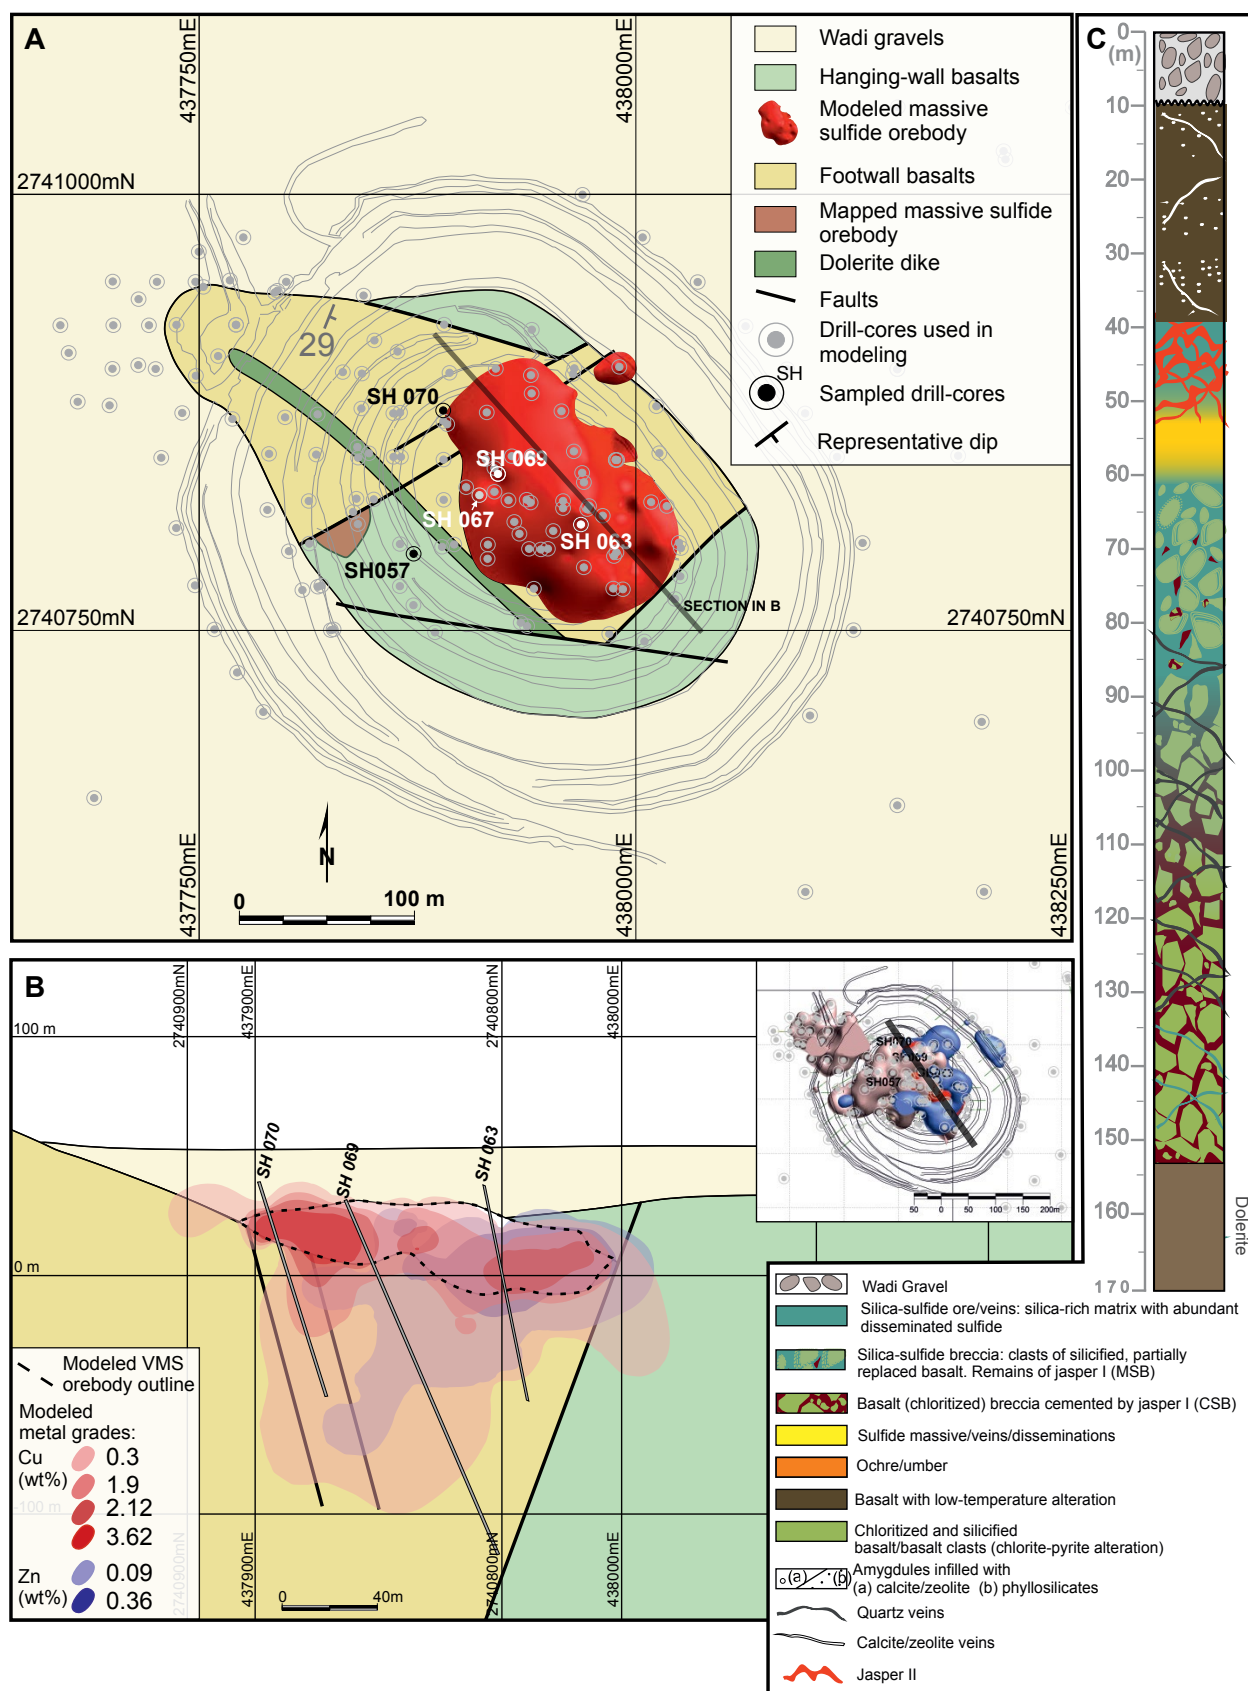 A
437750mE
438000mE
2741000mN
29
SH 070
SH 069
SH 067
SH 063
SH057
SECTION IN B
2740750mN
2740750mN
437750mE
438000mE
438250mE
N
0
100 m
Wadi gravels
Hanging-wall basalts
Modeled massive
sulfide orebody
Footwall basalts
Mapped massive sulfide
orebody
Dolerite dike
Faults
Drill-cores used in
modeling
SH
Sampled drill-cores
Representative dip
B
100 m
0 m
-100 m
2740900mN
437900mE
2740800mN
438000mE
SH 070
SH 069
SH 063
2740900mN
437900mE
2740800mN
438000mE
0
40m
Modeled VMS
orebody outline
Modeled
metal grades:
Cu
(wt%)
0.3
1.9
2.12
3.62
Zn
(wt%)
0.09
0.36
SH070
SH057
50
0
50
100
150
200m
C
0
(m)
10
20
30
40
50
60
70
80
90
100
110
120
130
140
150
160
170
Dolerite
Wadi Gravel
Silica-sulfide ore/veins: silica-rich matrix with abundant
disseminated sulfide
Silica-sulfide breccia: clasts of silicified, partially
replaced basalt. Remains of jasper I (MSB)
Basalt (chloritized) breccia cemented by jasper I (CSB)
Sulfide massive/veins/disseminations
Ochre/umber
Basalt with low-temperature alteration
Chloritized and silicified
basalt/basalt clasts (chlorite-pyrite alteration)
(a)
(b)
Amygdules infilled with
(a) calcite/zeolite (b) phyllosilicates
Quartz veins
Calcite/zeolite veins
Jasper II